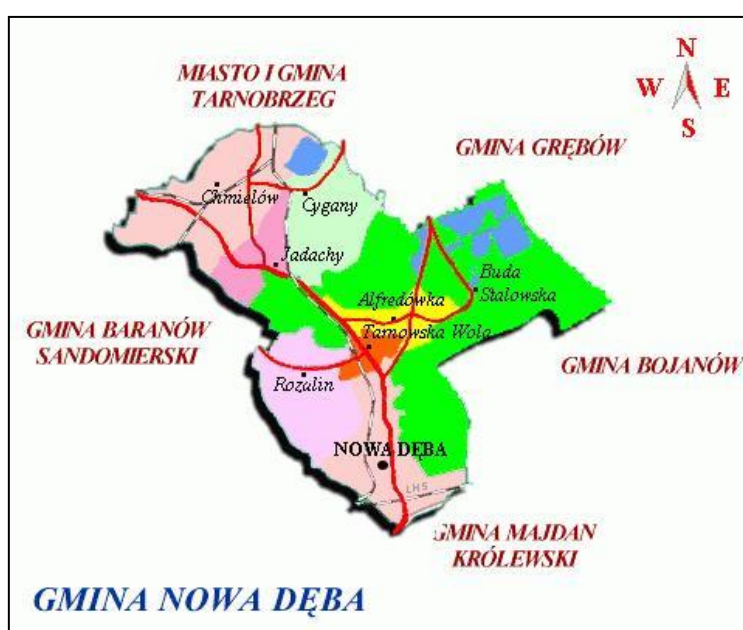 MIASTO I GMINA
TARNOBRZEG
N
W E
S
GMINA GRĘBÓW
Chmielów
Cygany
Jadachy
Buda
Stalowska
Alfredówka
GMINA BARANÓW
SANDOMIERSKI
Tarnowska Wola
GMINA BOJANÓW
Rozalin
NOWA DĘBA
LHS
GMINA MAJDAN
KRÓLEWSKI
GMINA NOWA DĘBA